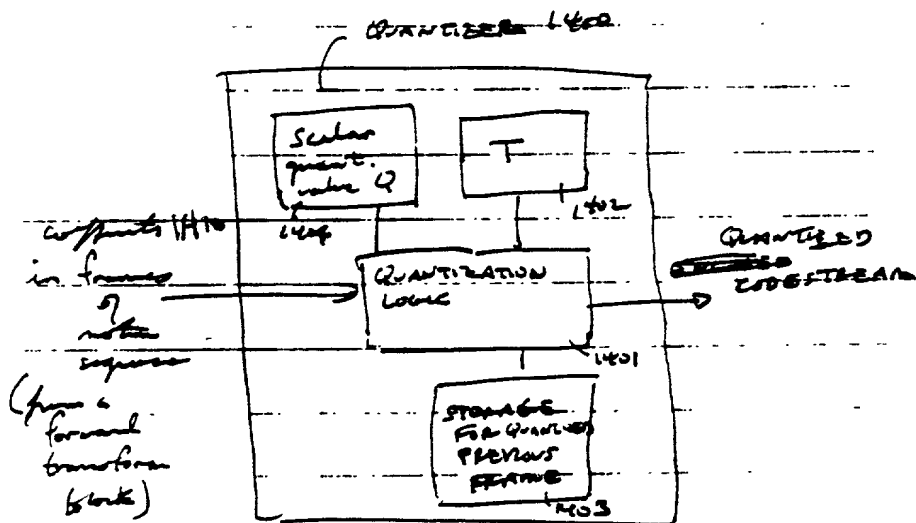 QUANTIZER 1400
Scalar
quant.
value Q
1404
T
1402
coefficients
in frames
of
motion
sequence
(from a
forward
transform
block)
QUANTIZATION
LOGIC
1401
QUANTIZED
CODESTREAM
STORAGE
FOR QUANTIZED
PREVIOUS
FRAME
1403